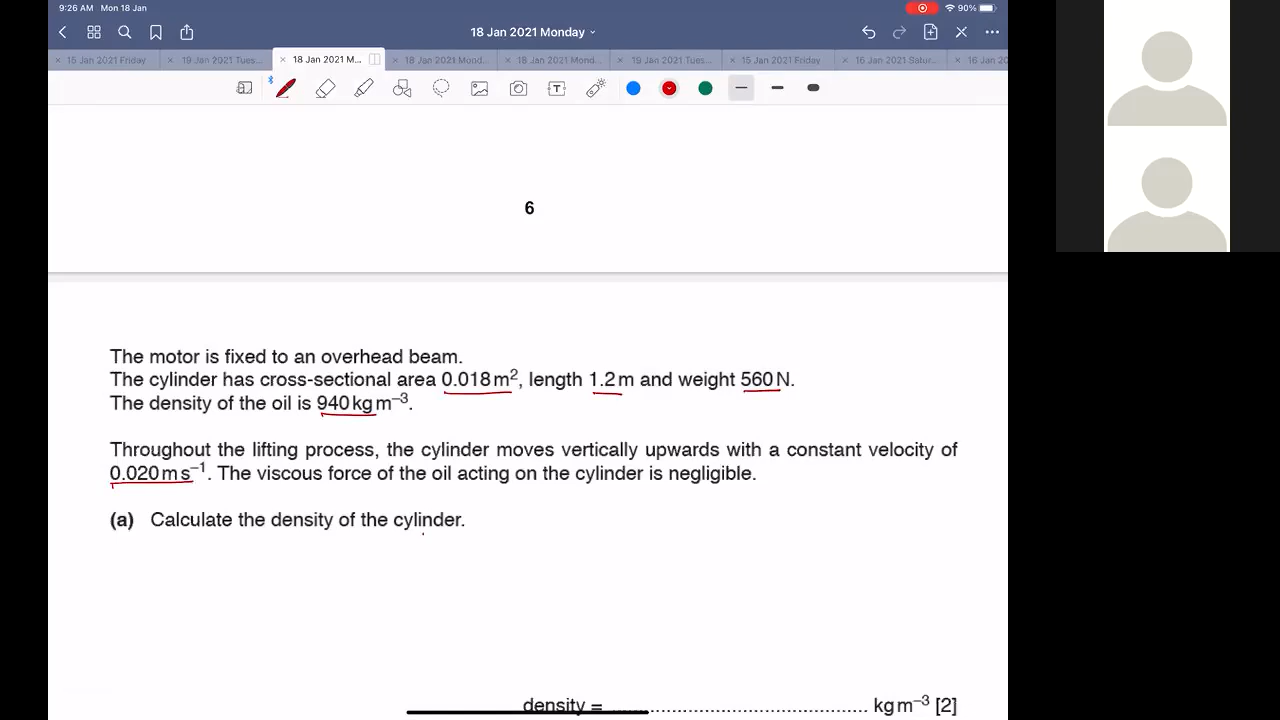 9:26 AM Mon 18 Jan
90%
18 Jan 2021 Monday
15 Jan 2021 Friday
19 Jan 2021 Tues...
18 Jan 2021 M...
18 Jan 2021 Mond...
18 Jan 2021 Mond...
19 Jan 2021 Tues...
15 Jan 2021 Friday
16 Jan 2021 Satur...
16 Jan 20
6
The motor is fixed to an overhead beam.
The cylinder has cross-sectional area 0.018 m², length 1.2 m and weight 560 N.
The density of the oil is 940 kg m⁻³.
Throughout the lifting process, the cylinder moves vertically upwards with a constant velocity of
0.020 m s⁻¹. The viscous force of the oil acting on the cylinder is negligible.
(a) Calculate the density of the cylinder.
density = ........................................ kg m⁻³ [2]